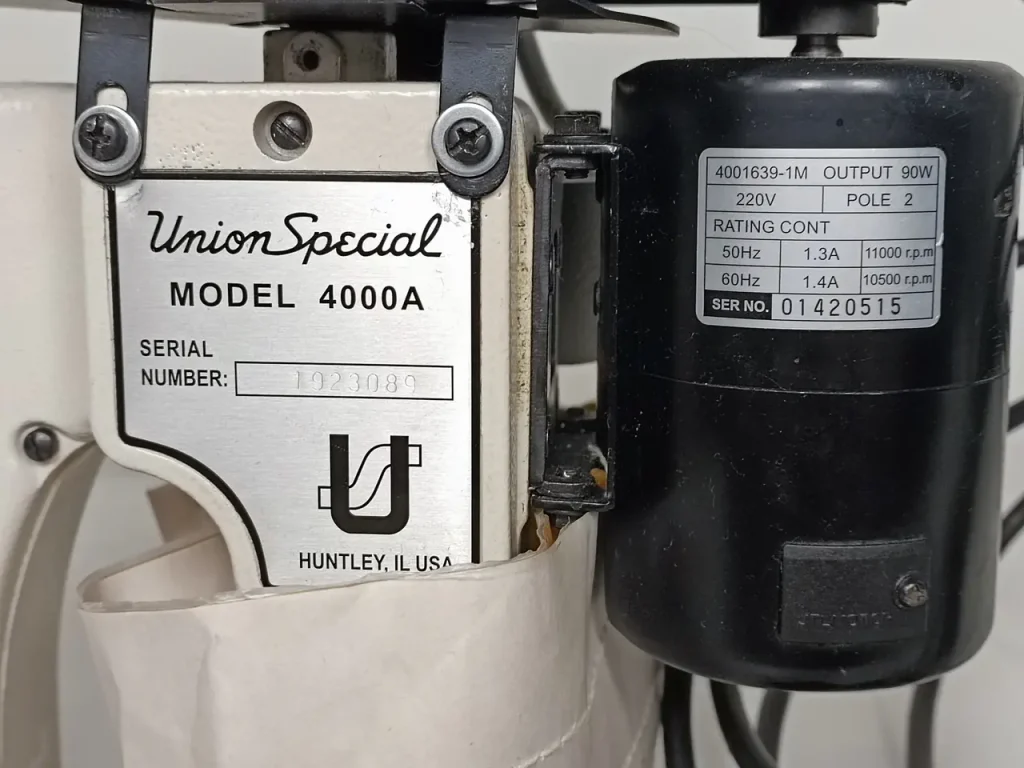 Union Special
MODEL 4000A
SERIAL
NUMBER: 1023089
HUNTLEY, IL USA
4001639-1M OUTPUT 90W
220V POLE 2
RATING CONT
50Hz 1.3A 11000 r.p.m
60Hz 1.4A 10500 r.p.m
SER NO. 01420515